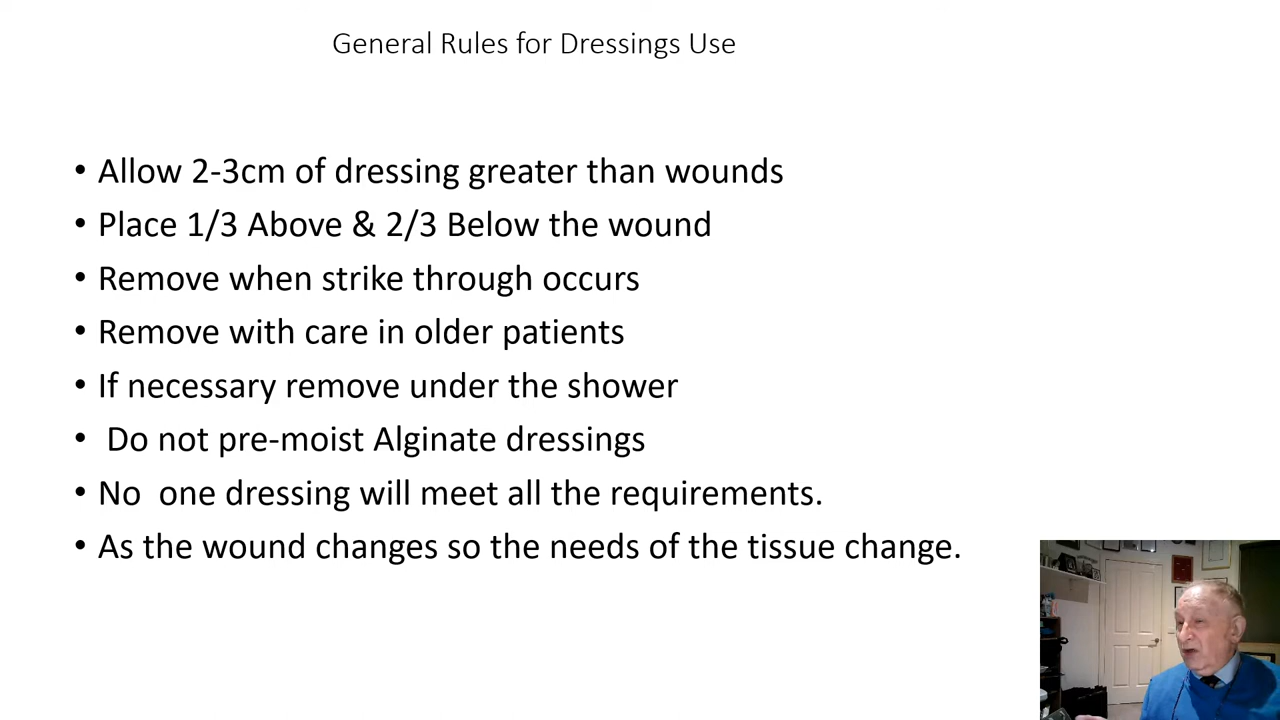 General Rules for Dressings Use
• Allow 2-3cm of dressing greater than wounds
• Place 1/3 Above & 2/3 Below the wound
• Remove when strike through occurs
• Remove with care in older patients
• If necessary remove under the shower
• Do not pre-moist Alginate dressings
• No  one dressing will meet all the requirements.
• As the wound changes so the needs of the tissue change.